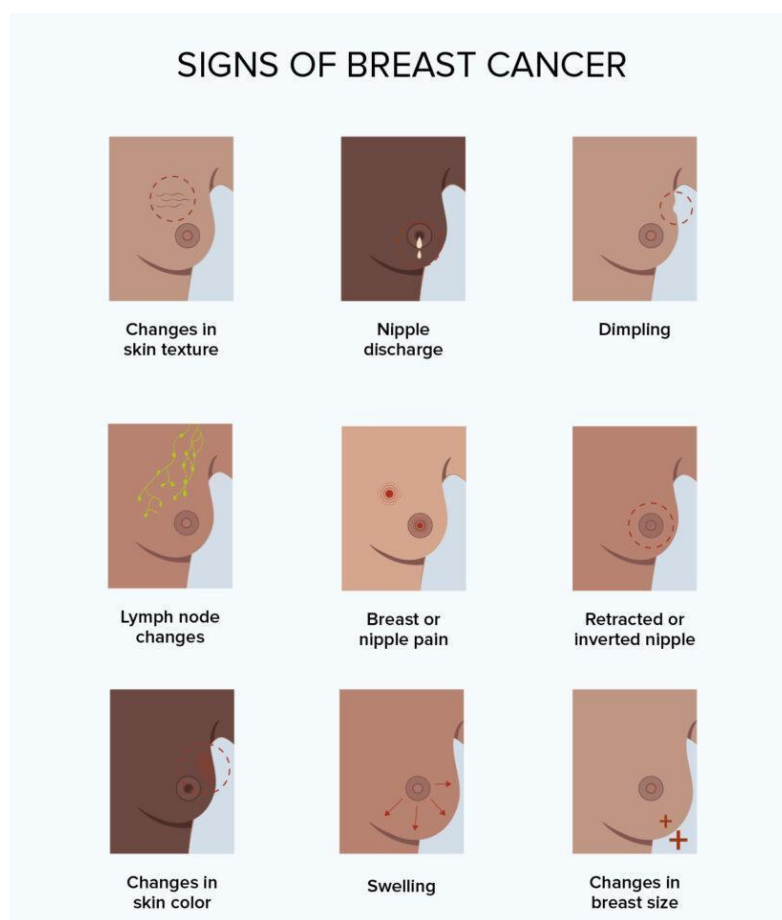 SIGNS OF BREAST CANCER
Changes in
skin texture
Nipple
discharge
Dimpling
Lymph node
changes
Breast or
nipple pain
Retracted or
inverted nipple
Changes in
skin color
Swelling
Changes in
breast size